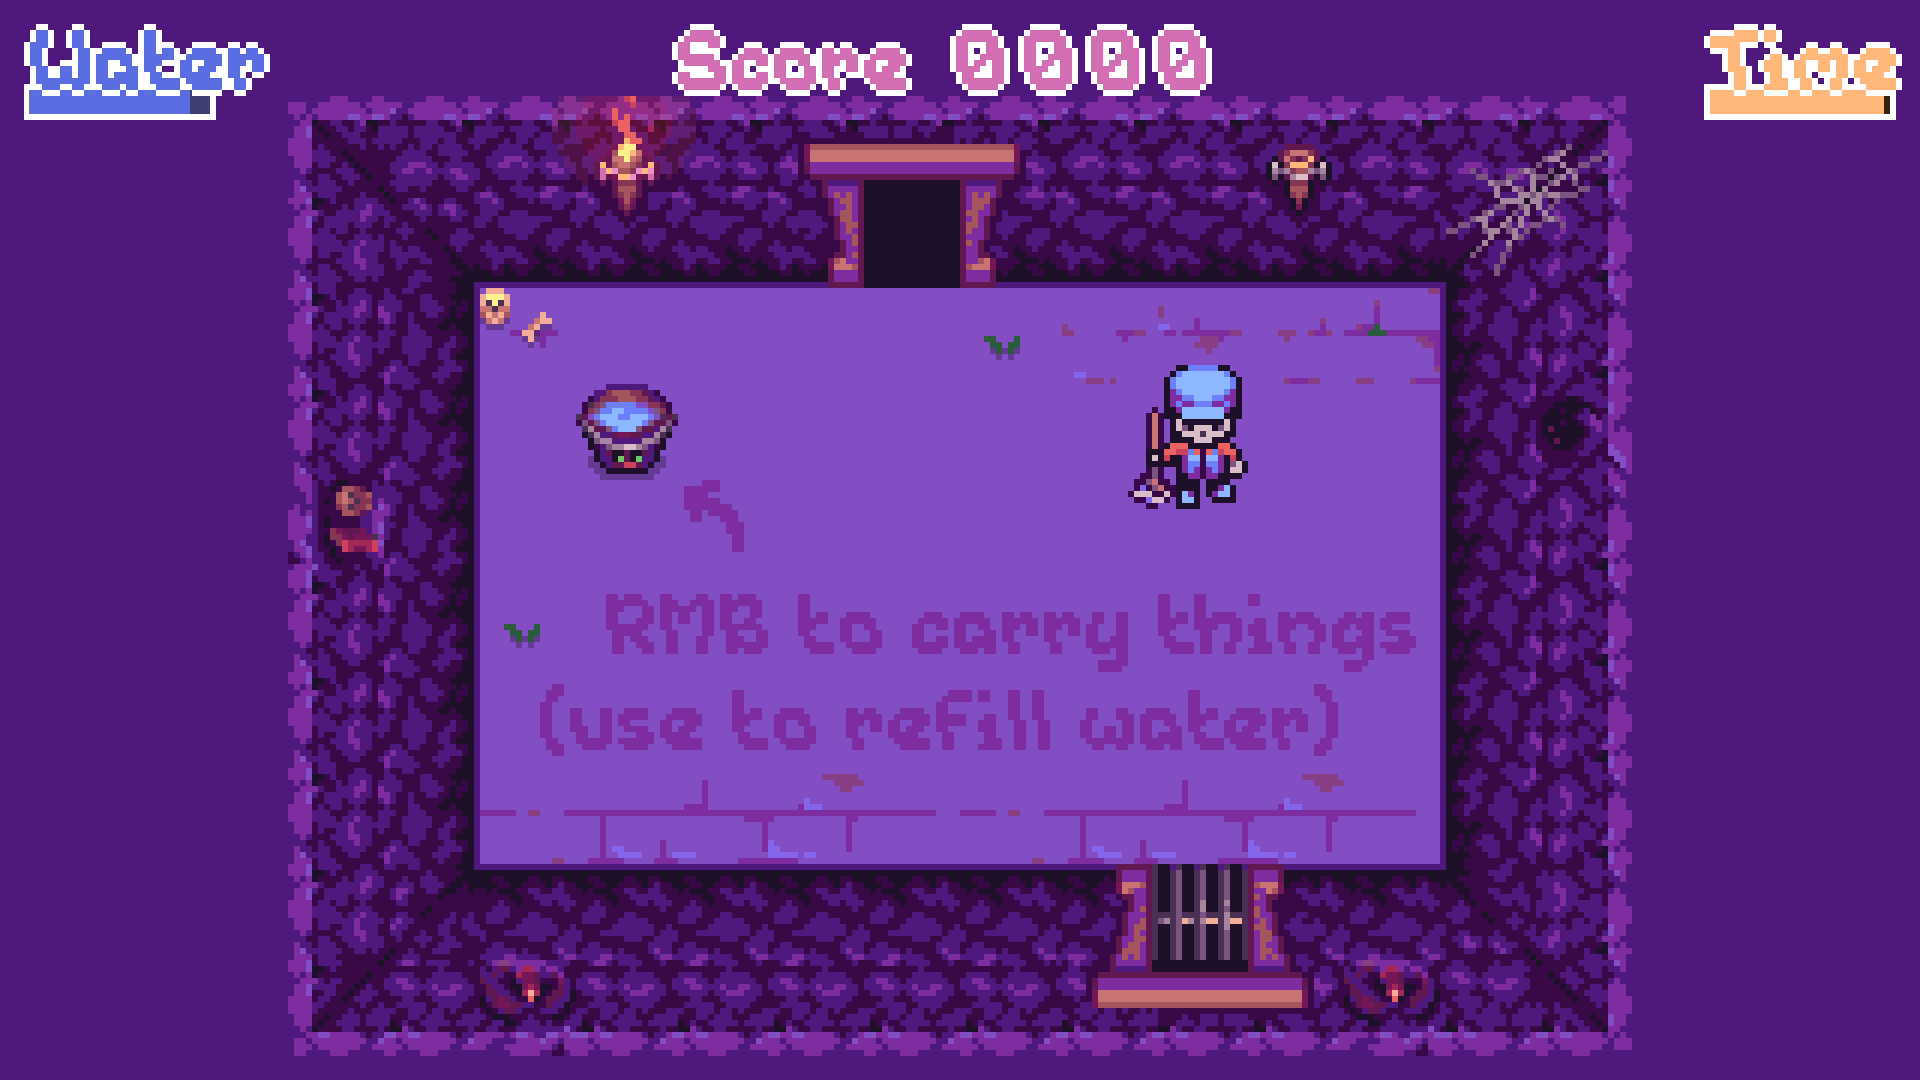 Water
Score 0000
Time
RMB to carry things
(use to refill water)